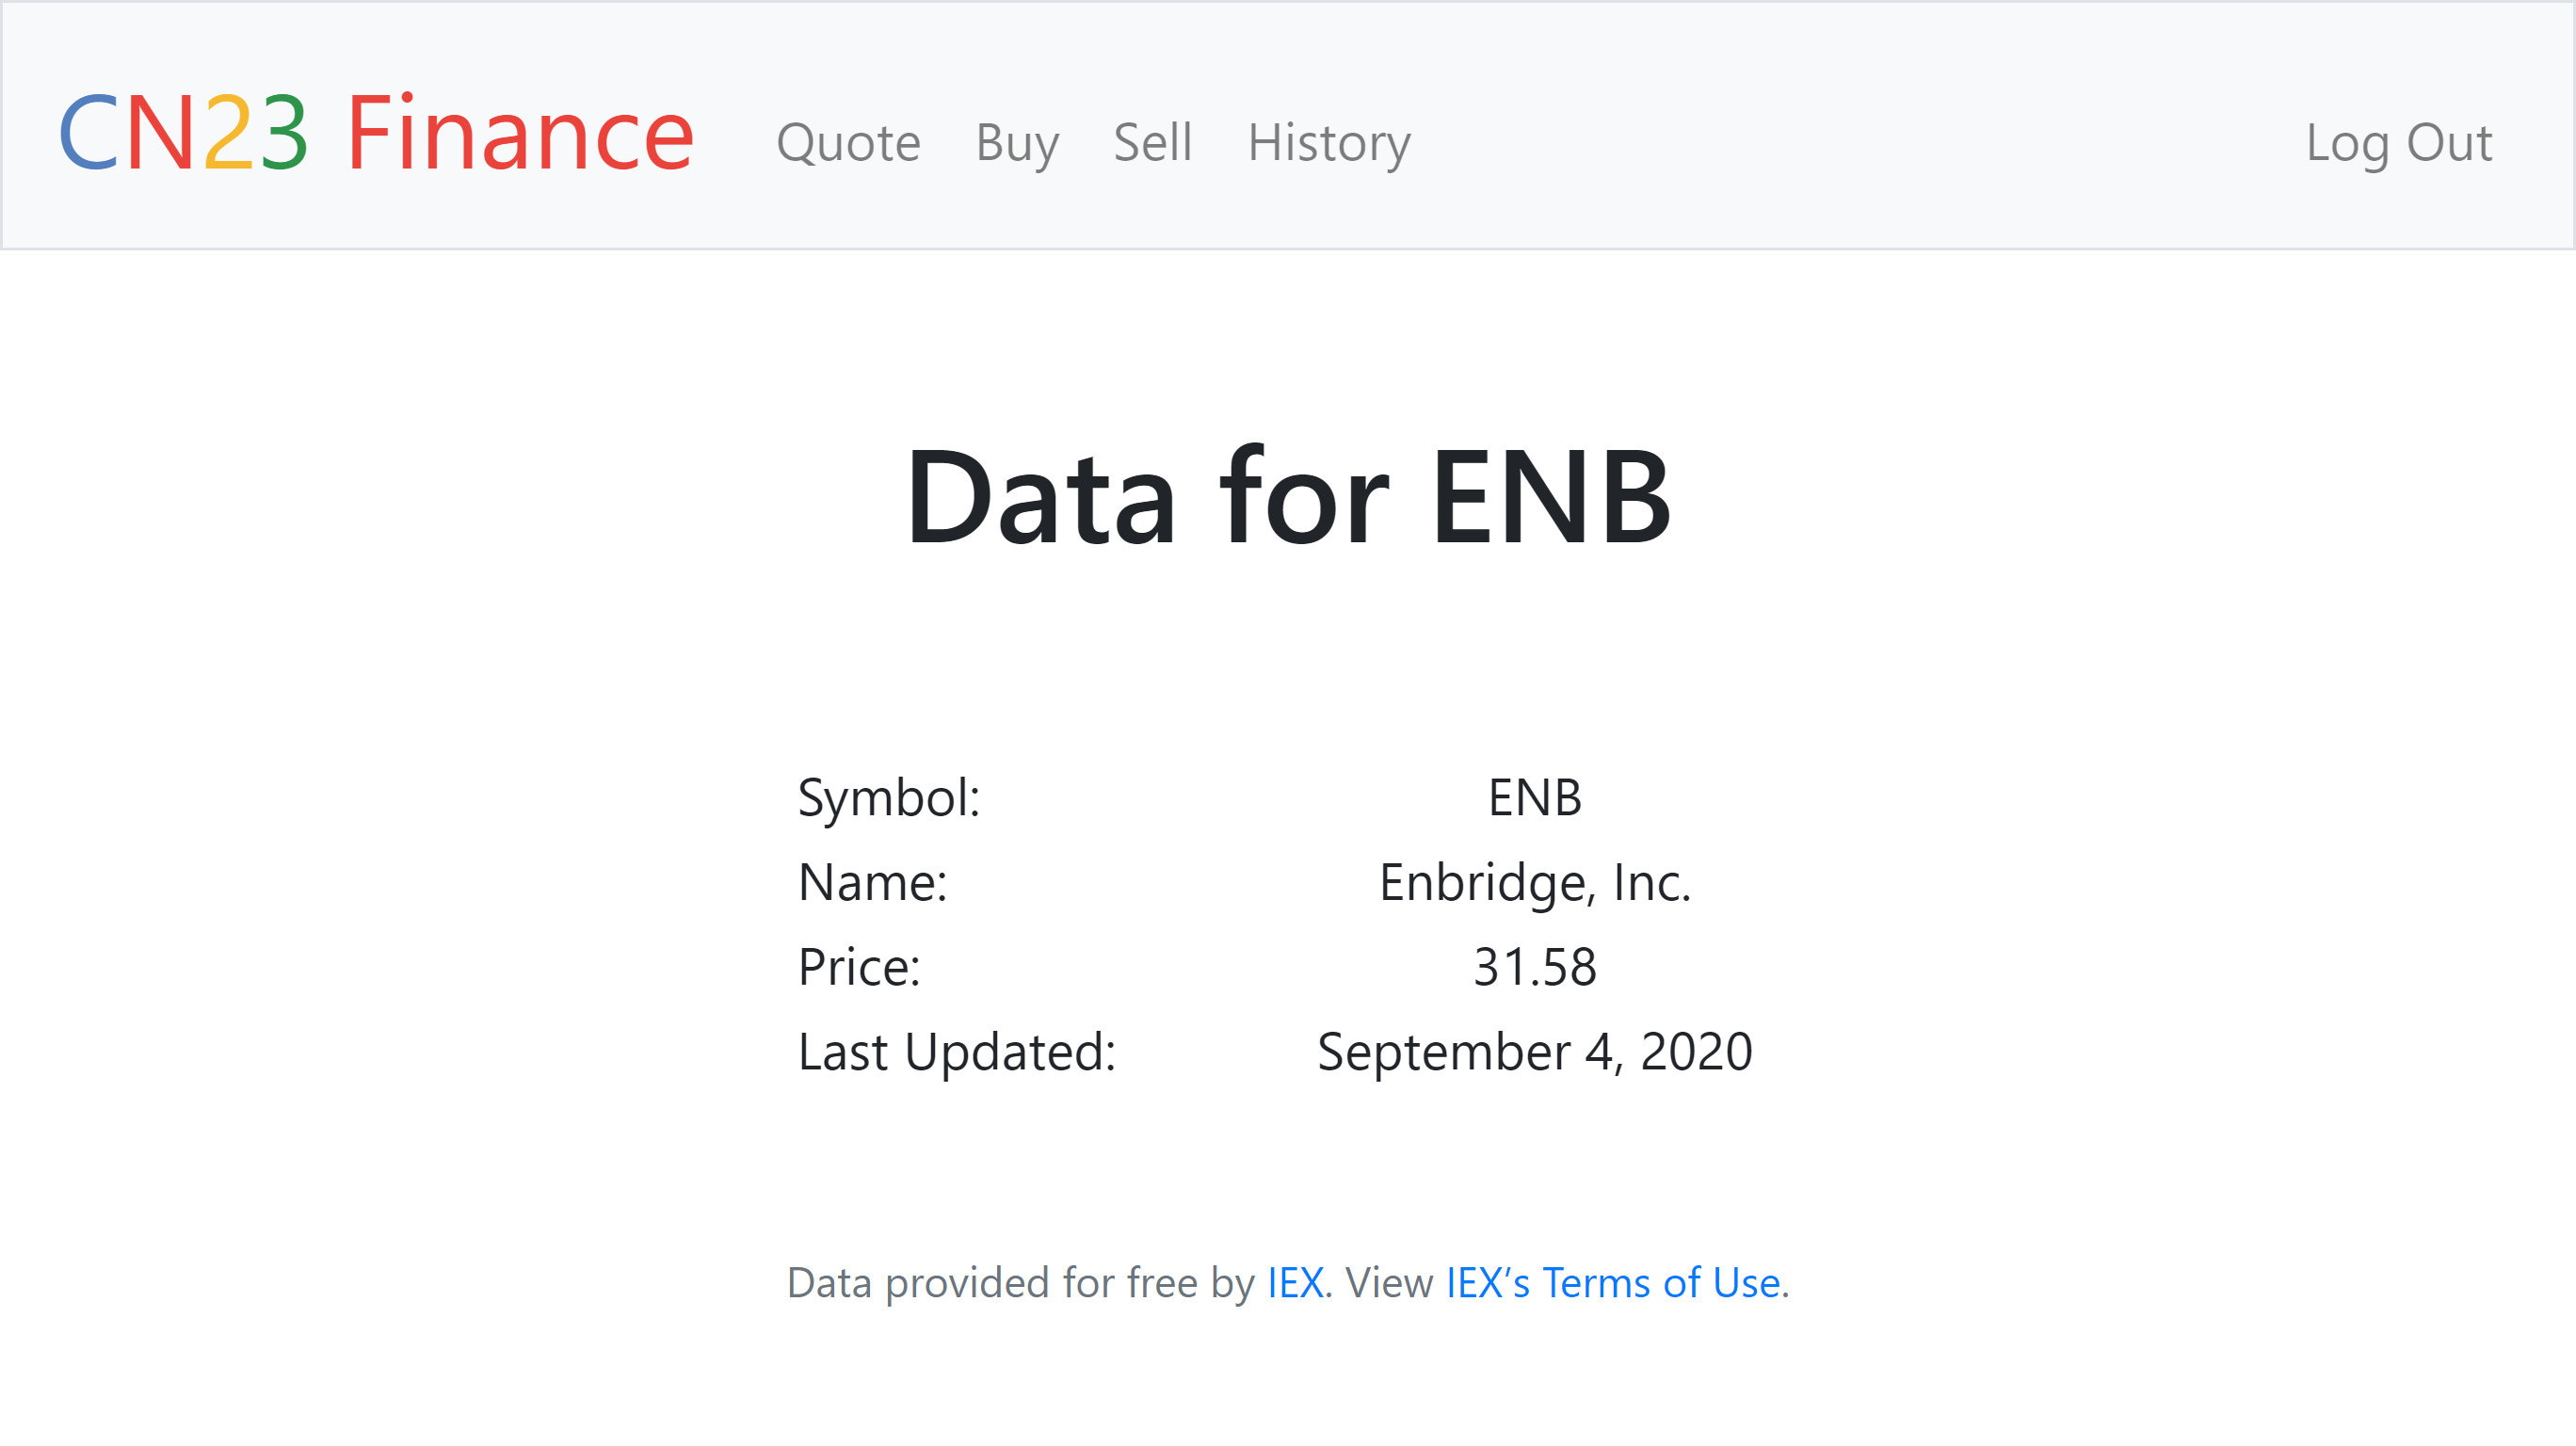 CN23 Finance Quote Buy Sell History Log Out
Data for ENB
Symbol: ENB
Name: Enbridge, Inc.
Price: 31.58
Last Updated: September 4, 2020
Data provided for free by IEX. View IEX’s Terms of Use.